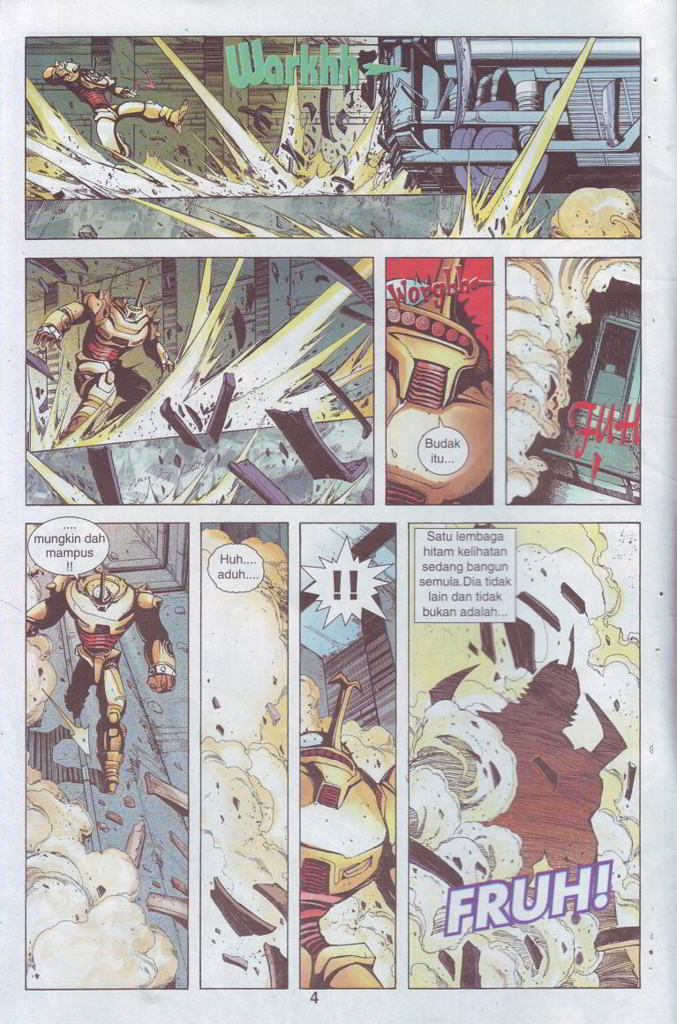 Warkhh
Worghh
Budak
itu...
FUH
....
mungkin dah
mampus
!!
Huh....
aduh....
!!
Satu lembaga
hitam kelihatan
sedang bangun
semula.Dia tidak
lain dan tidak
bukan adalah...
FRUH!
4